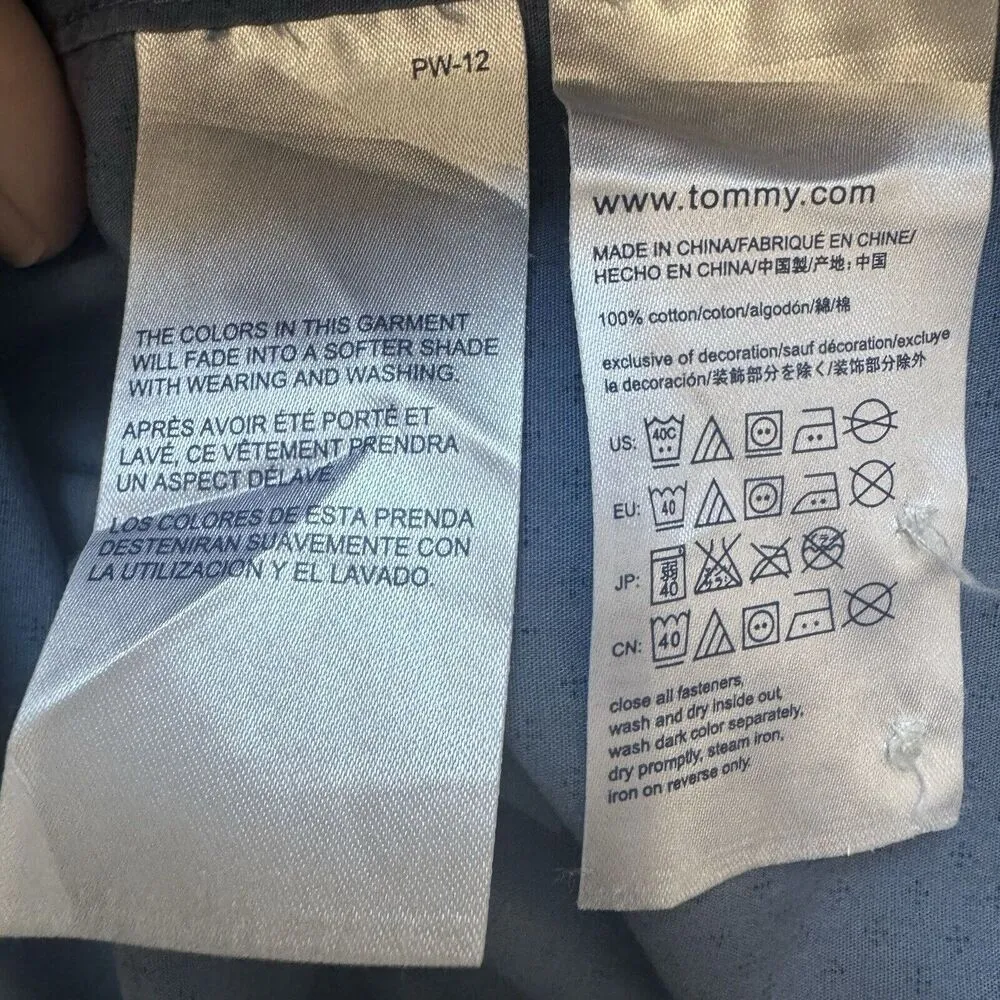 PW-12
THE COLORS IN THIS GARMENT
WILL FADE INTO A SOFTER SHADE
WITH WEARING AND WASHING.
APRÈS AVOIR ÉTÉ PORTÉ ET
LAVÉ, CE VÊTEMENT PRENDRA
UN ASPECT DÉLAVÉ
LOS COLORES DE ESTA PRENDA
DESTENIRAN SUAVEMENTE CON
LA UTILIZACION Y EL LAVADO.
www.tommy.com
MADE IN CHINA/FABRIQUÉ EN CHINE/
HECHO EN CHINA/中国製/产地:中国
100% cotton/coton/algodón/綿/棉
exclusive of decoration/sauf décoration/excluye
la decoración/装飾部分を除く/装饰部分除外
US: 40C
EU: 40
JP: 弱 40
CN: 40
close all fasteners,
wash and dry inside out,
wash dark color separately,
dry promptly, steam iron,
iron on reverse only.